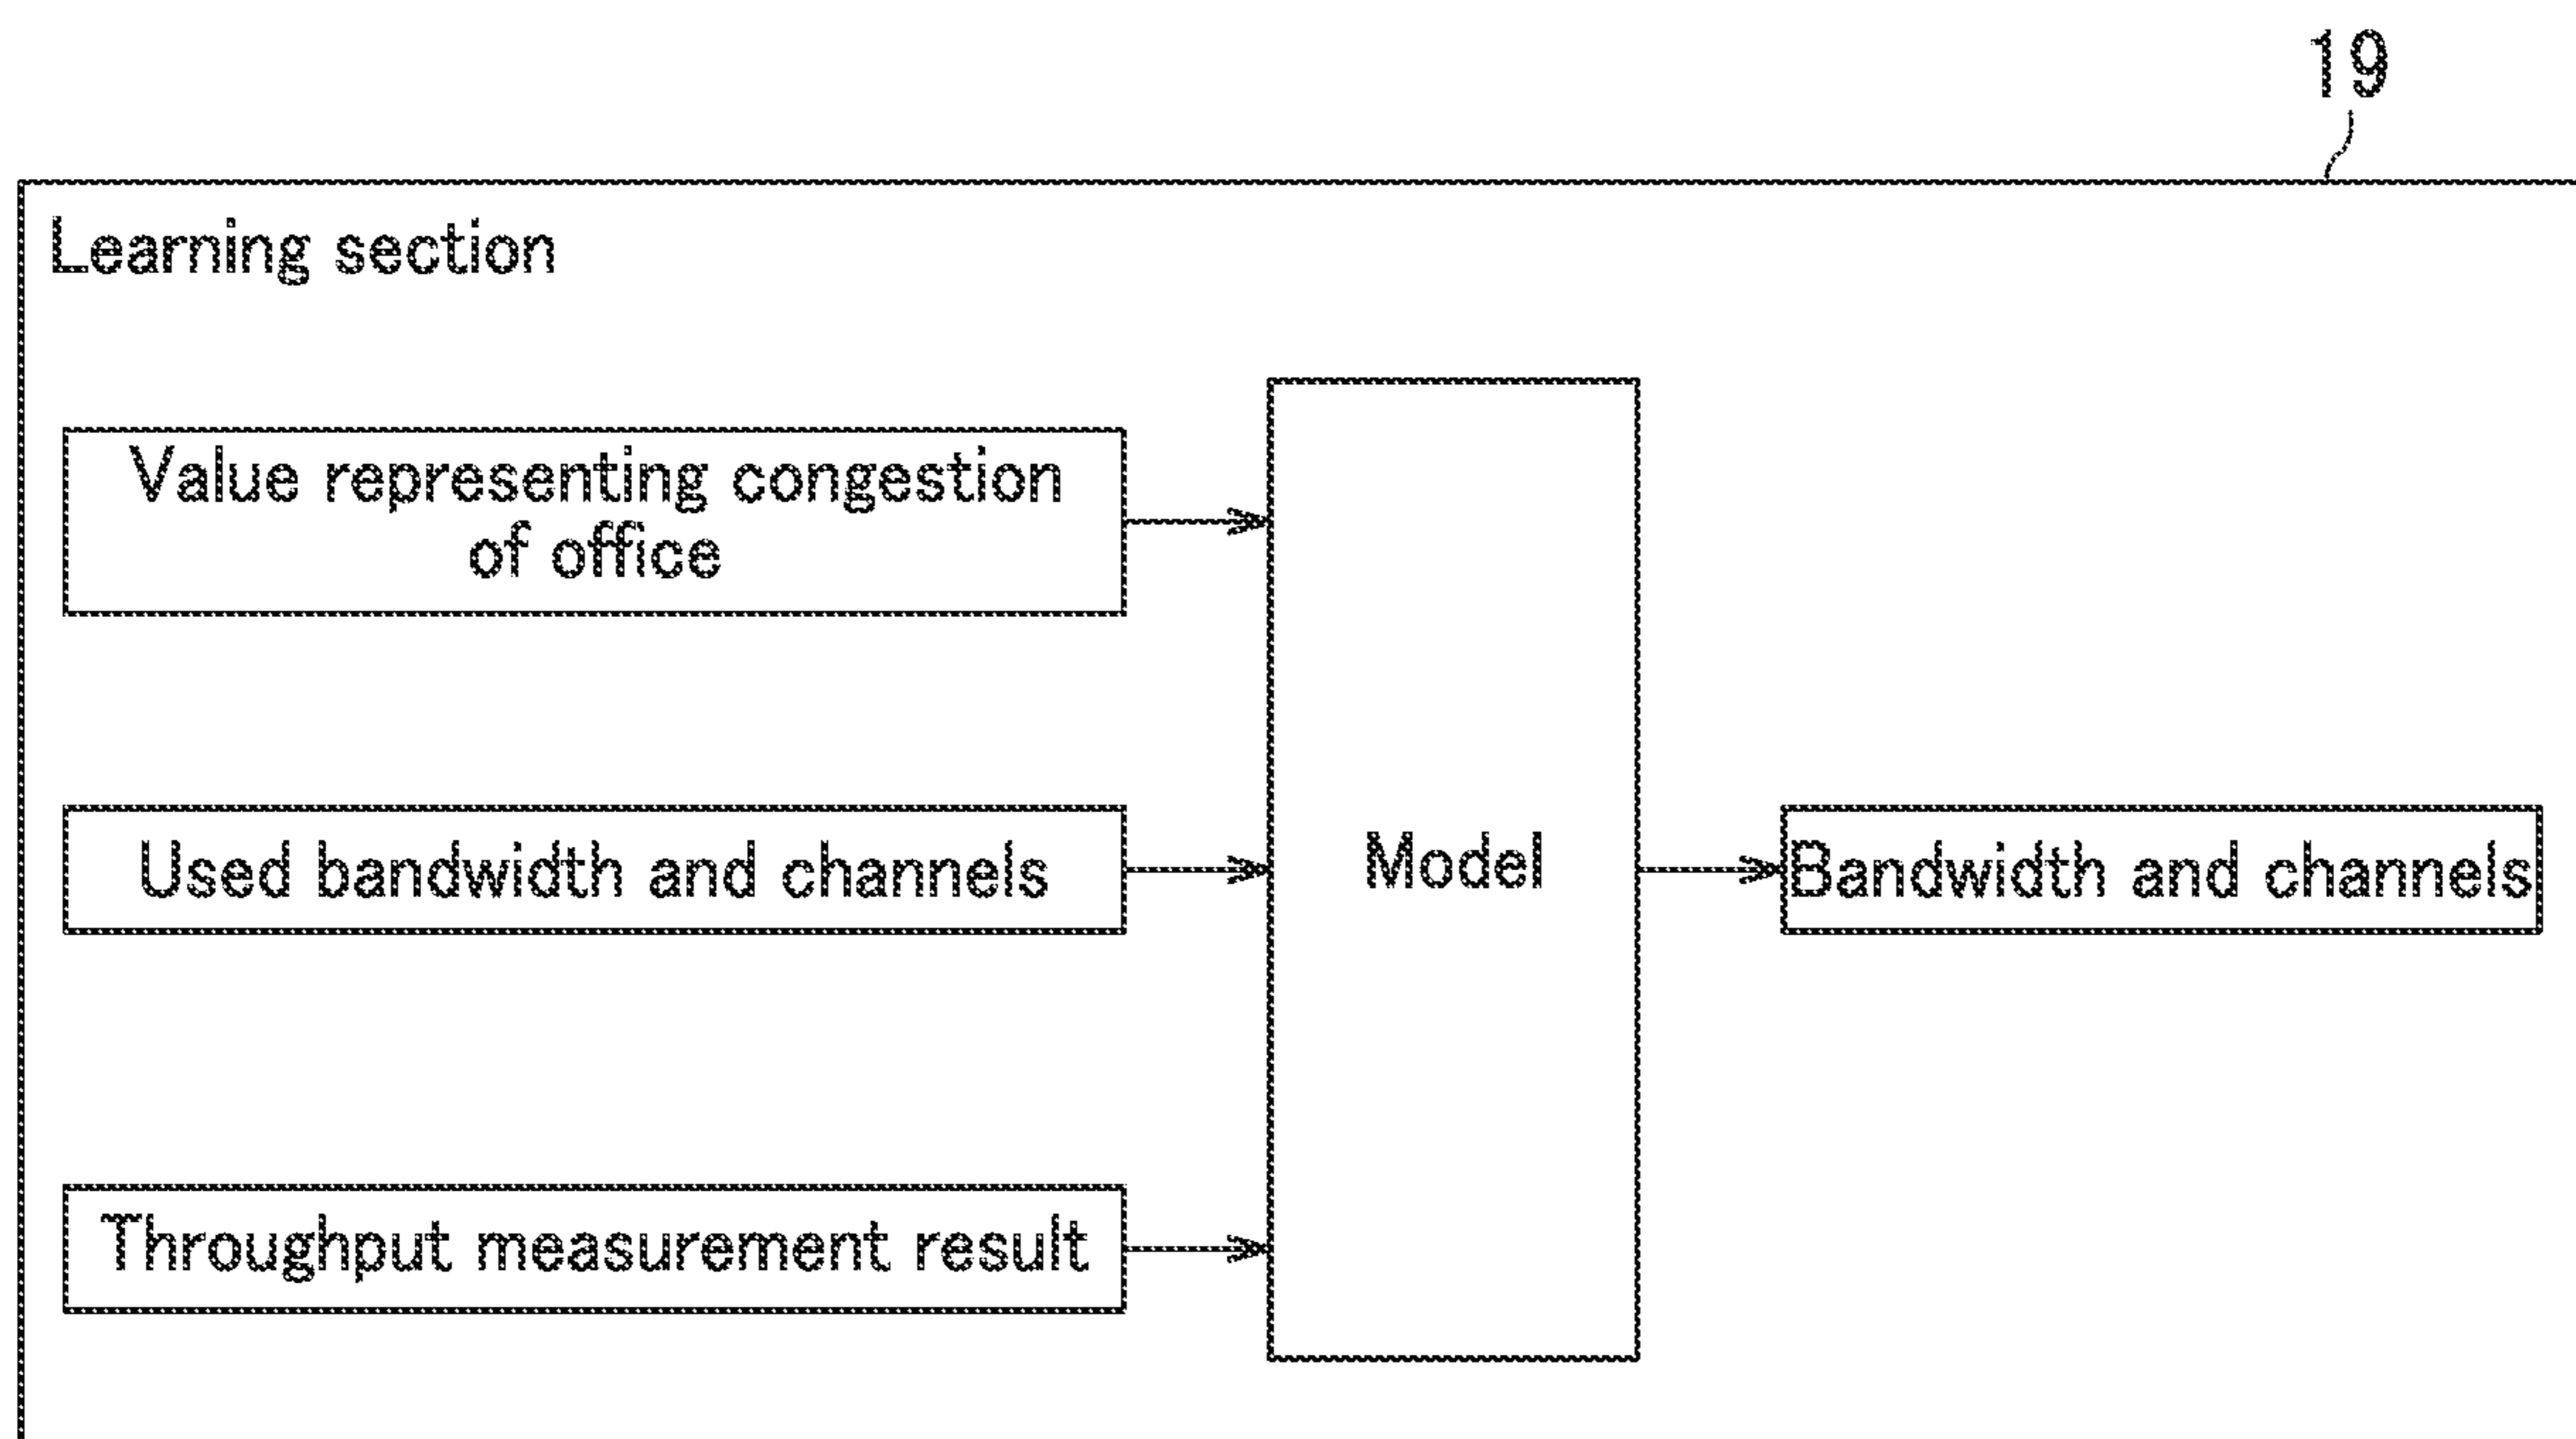 19
Learning section
Value representing congestion
of office
Used bandwidth and channels
Model
Bandwidth and channels
Throughput measurement result